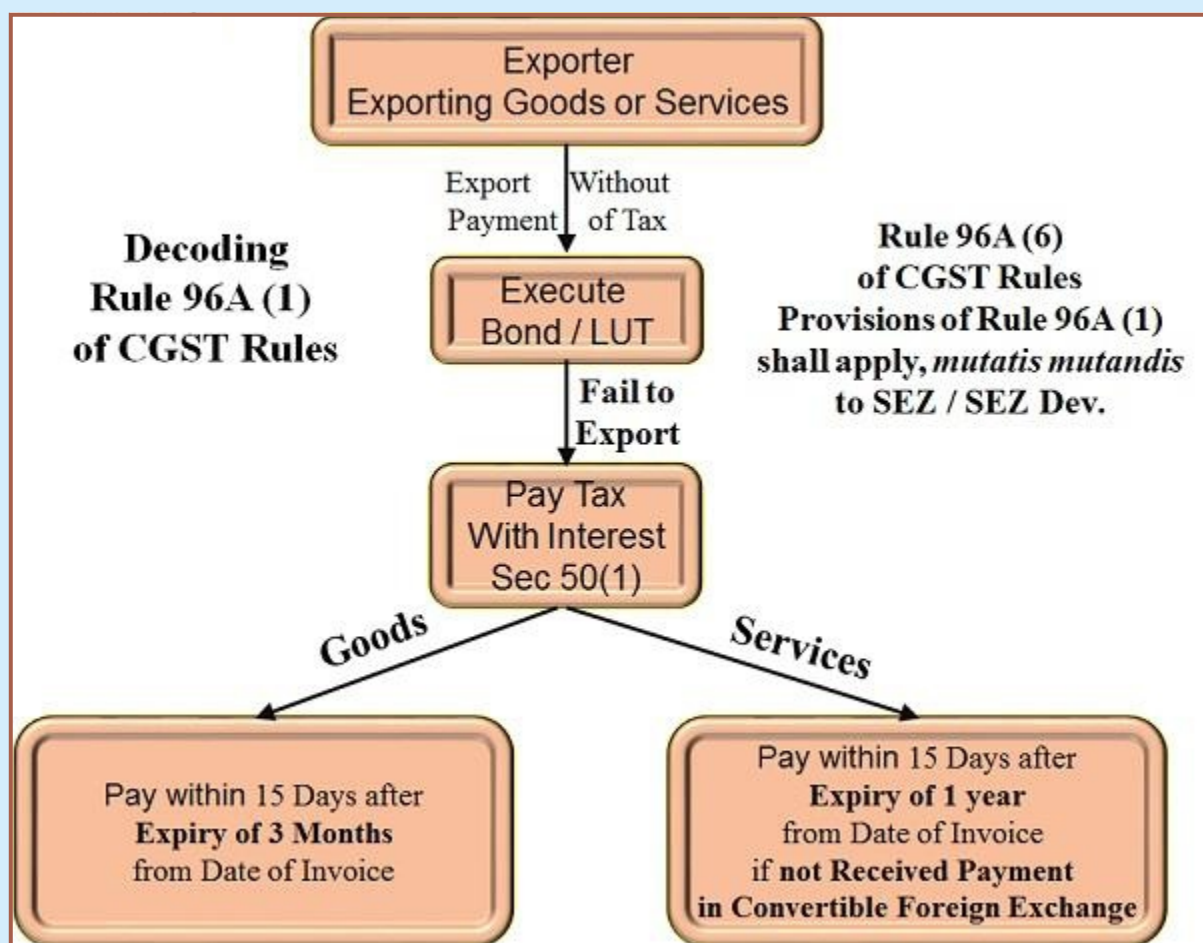 Exporter
Exporting Goods or Services
Export Without
Payment of Tax
Decoding
Rule 96A (1)
of CGST Rules
Execute
Bond / LUT
Rule 96A (6)
of CGST Rules
Provisions of Rule 96A (1)
shall apply, mutatis mutandis
to SEZ / SEZ Dev.
Fail to
Export
Pay Tax
With Interest
Sec 50(1)
Goods
Services
Pay within 15 Days after
Expiry of 3 Months
from Date of Invoice
Pay within 15 Days after
Expiry of 1 year
from Date of Invoice
if not Received Payment
in Convertible Foreign Exchange